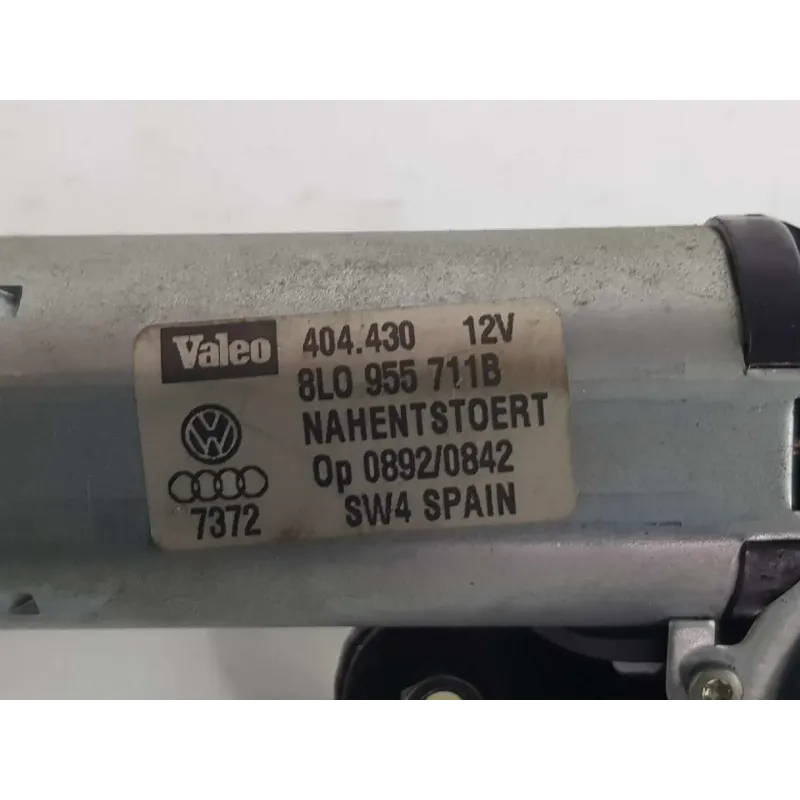 Valeo 404.430 12V
8L0 955 711B
NAHENTSTOERT
Op 0892/0842
7372 SW4 SPAIN